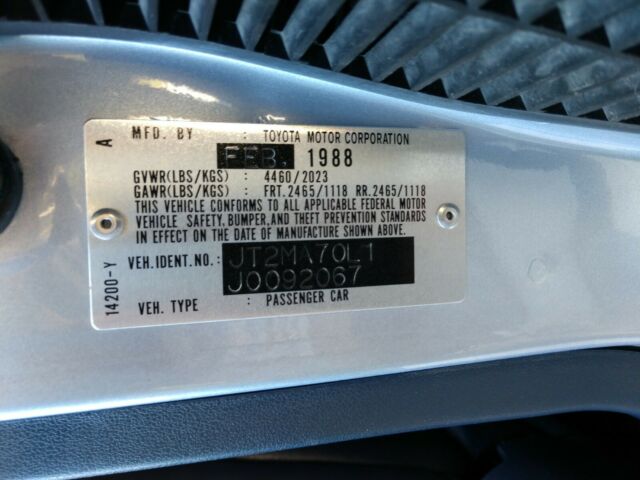 A
MFD. BY : TOYOTA MOTOR CORPORATION
FEB. 1988
GVWR(LBS/KGS) : 4460/2023
GAWR(LBS/KGS) : FRT.2465/1118 RR.2465/1118
THIS VEHICLE CONFORMS TO ALL APPLICABLE FEDERAL MOTOR
VEHICLE SAFETY, BUMPER,AND THEFT PREVENTION STANDARDS
IN EFFECT ON THE DATE OF MANUFACTURE SHOWN ABOVE.
VEH.IDENT.NO.: JT2MA70L1
J0092067
VEH. TYPE : PASSENGER CAR
14200-Y